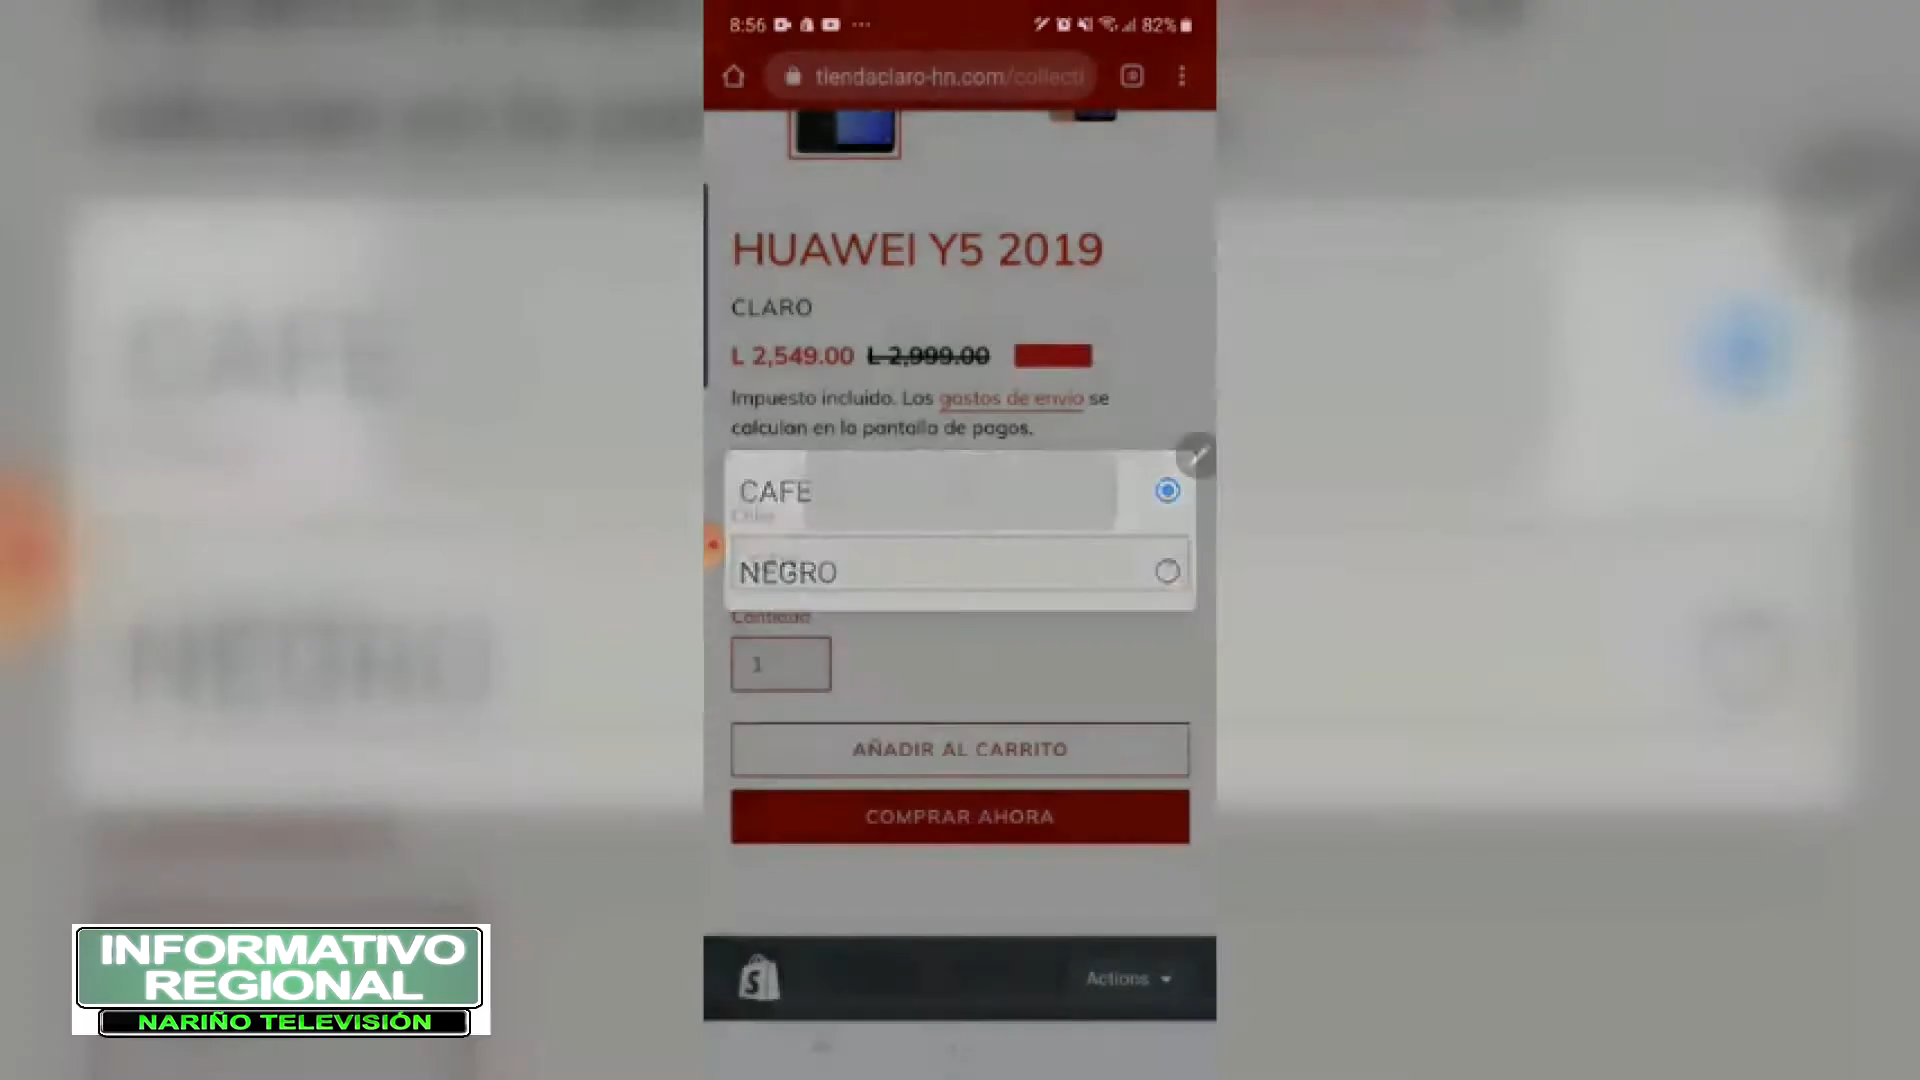 8:56
82%
tiendaclaro-hn.com/collecti
HUAWEI Y5 2019
CLARO
L 2,549.00 L 2,999.00
Impuesto incluido. Los gastos de envío se
calculan en la pantalla de pagos.
CAFE
Color
NEGRO
Cantidad
1
AÑADIR AL CARRITO
COMPRAR AHORA
Actions
INFORMATIVO
REGIONAL
NARIÑO TELEVISIÓN